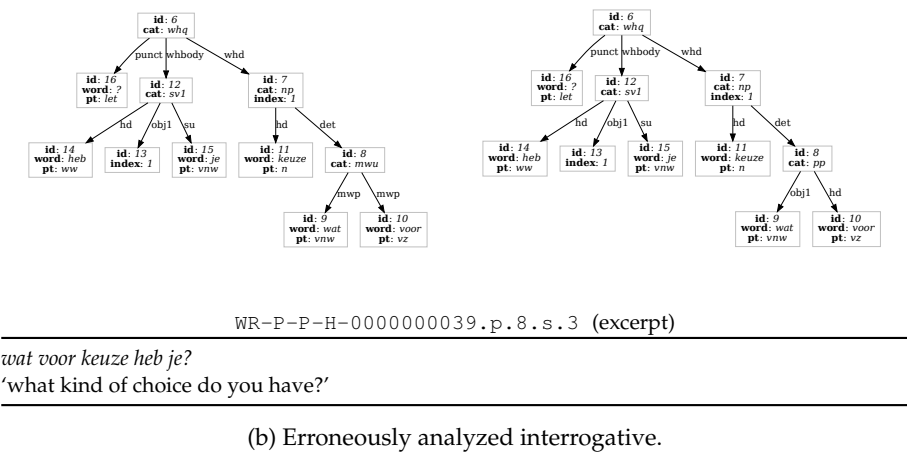 id: 6
cat: whq
punct whbody whd
id: 16
word: ?
pt: let
id: 12
cat: sv1
id: 7
cat: np
index: 1
hd obj1 su hd det
id: 14
word: heb
pt: ww
id: 13
index: 1
id: 15
word: je
pt: vnw
id: 11
word: keuze
pt: n
id: 8
cat: mwu
mwp mwp
id: 9
word: wat
pt: vnw
id: 10
word: voor
pt: vz
id: 6
cat: whq
punct whbody whd
id: 16
word: ?
pt: let
id: 12
cat: sv1
id: 7
cat: np
index: 1
hd obj1 su hd det
id: 14
word: heb
pt: ww
id: 13
index: 1
id: 15
word: je
pt: vnw
id: 11
word: keuze
pt: n
id: 8
cat: pp
obj1 hd
id: 9
word: wat
pt: vnw
id: 10
word: voor
pt: vz
WR-P-P-H-0000000039.p.8.s.3 (excerpt)
wat voor keuze heb je?
‘what kind of choice do you have?’
(b) Erroneously analyzed interrogative.